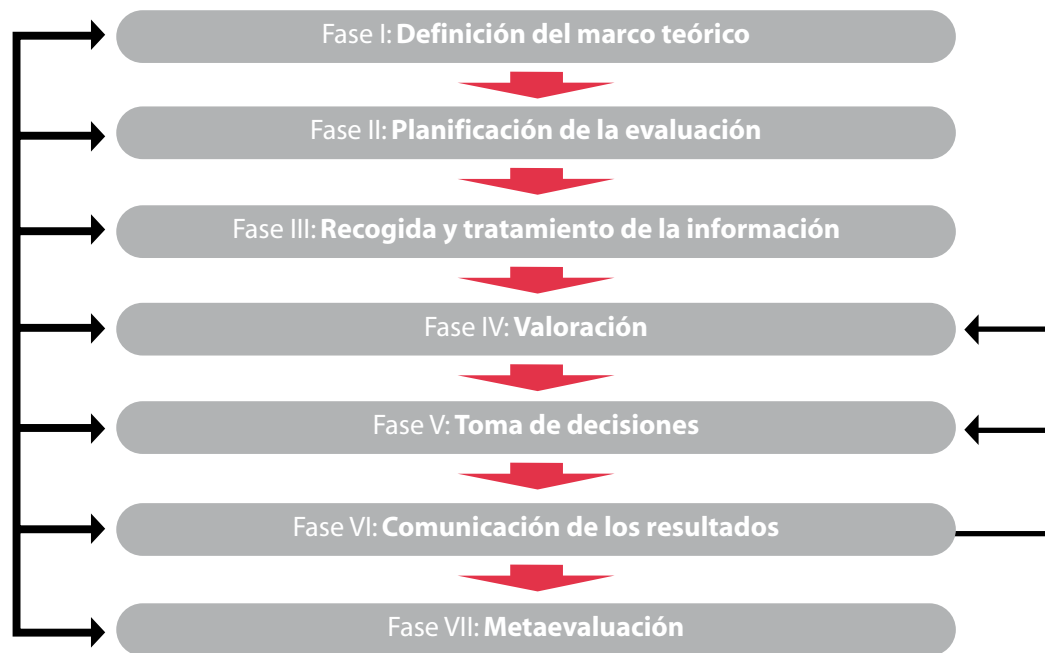 Fase I: Definición del marco teórico
Fase II: Planificación de la evaluación
Fase III: Recogida y tratamiento de la información
Fase IV: Valoración
Fase V: Toma de decisiones
Fase VI: Comunicación de los resultados
Fase VII: Metaevaluación